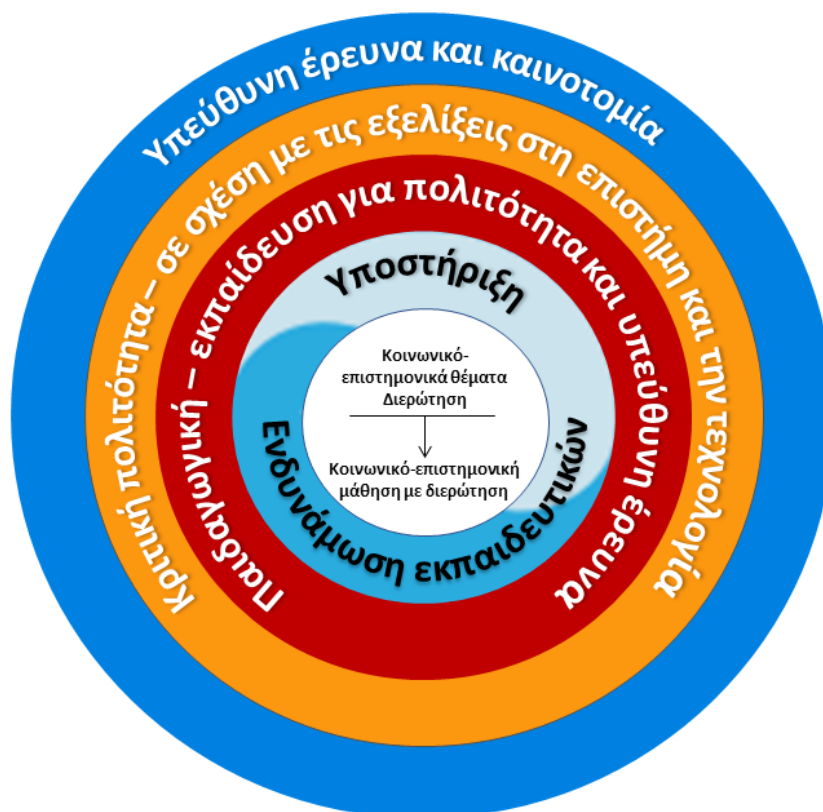 Υπεύθυνη έρευνα και καινοτομία
Κριτική πολιτότητα – σε σχέση με τις εξελίξεις στη επιστήμη και την τεχνολογία
Παιδαγωγική – εκπαίδευση για πολιτότητα και υπεύθυνη έρευνα
Υποστήριξη
Κοινωνικό-
επιστημονικά θέματα
Διερώτηση
Κοινωνικό-επιστημονική
μάθηση με διερώτηση
Ενδυνάμωση εκπαιδευτικών